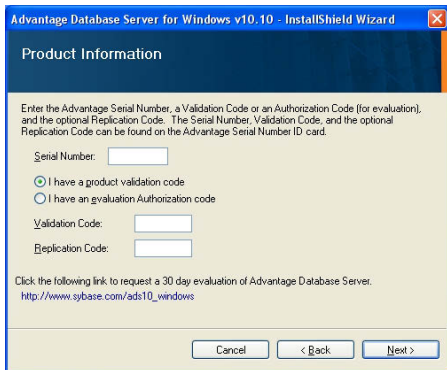 Advantage Database Server for Windows v10.10 - InstallShield Wizard
Product Information
Enter the Advantage Serial Number, a Validation Code or an Authorization Code (for evaluation),
and the optional Replication Code. The Serial Number, Validation Code, and the optional
Replication Code can be found on the Advantage Serial Number ID card.
Serial Number:
I have a product validation code
I have an evaluation Authorization code
Validation Code:
Replication Code:
Click the following link to request a 30 day evaluation of Advantage Database Server.
http://www.sybase.com/ads10_windows
Cancel < Back Next >